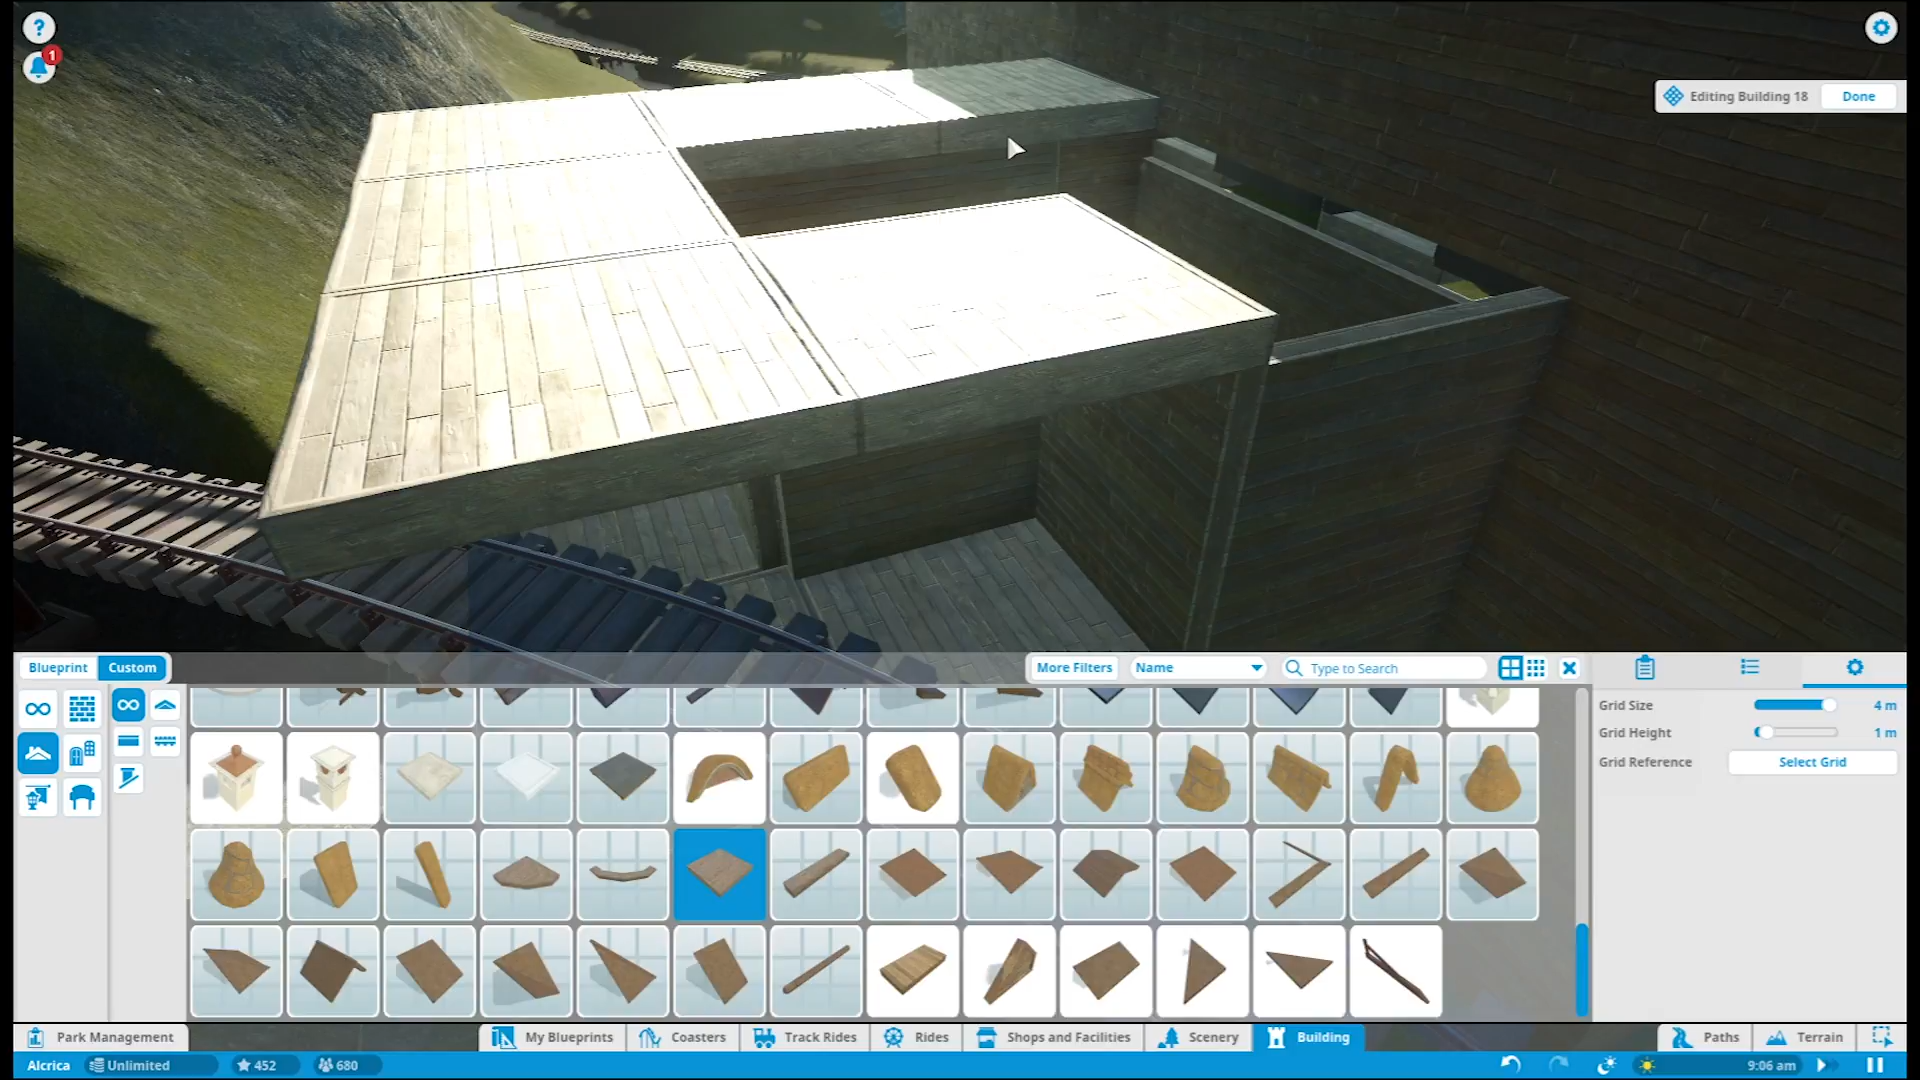 ?
1
Editing Building 18
Done
Blueprint
Custom
More Filters
Name
Type to Search
Grid Size
4 m
Grid Height
1 m
Grid Reference
Select Grid
Park Management
My Blueprints
Coasters
Track Rides
Rides
Shops and Facilities
Scenery
Building
Paths
Terrain
Alcrica
Unlimited
452
680
9:06 am